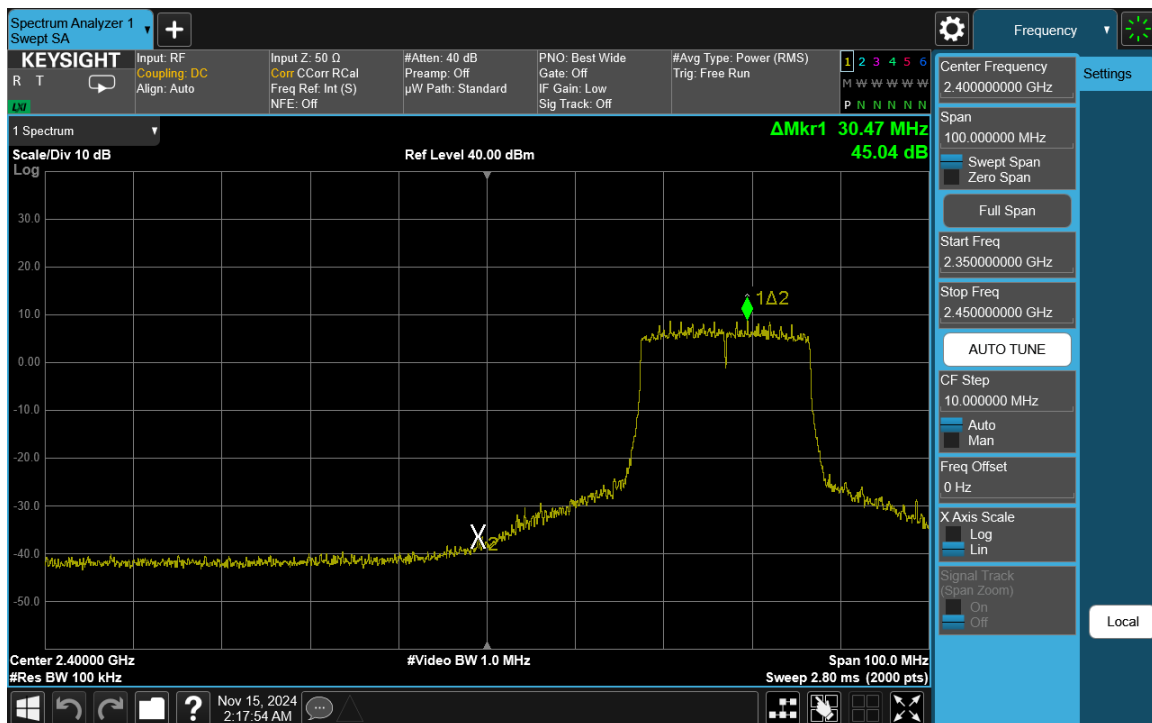 Spectrum Analyzer 1
Swept SA
+
Frequency
KEYSIGHT
R T
LXI
Input: RF
Coupling: DC
Align: Auto
Input Z: 50 Ω
Corr CCorr RCal
Freq Ref: Int (S)
NFE: Off
#Atten: 40 dB
Preamp: Off
µW Path: Standard
PNO: Best Wide
Gate: Off
IF Gain: Low
Sig Track: Off
#Avg Type: Power (RMS)
Trig: Free Run
1 2 3 4 5 6
M W W W W W
P N N N N N
1 Spectrum
Scale/Div 10 dB
Log
Ref Level 40.00 dBm
ΔMkr1 30.47 MHz
45.04 dB
30.0
20.0
10.0
0.00
-10.0
-20.0
-30.0
-40.0
-50.0
1Δ2
X2
Center 2.40000 GHz
#Res BW 100 kHz
#Video BW 1.0 MHz
Span 100.0 MHz
Sweep 2.80 ms (2000 pts)
Nov 15, 2024
2:17:54 AM
?
Center Frequency
2.400000000 GHz
Span
100.000000 MHz
Swept Span
Zero Span
Full Span
Start Freq
2.350000000 GHz
Stop Freq
2.450000000 GHz
AUTO TUNE
CF Step
10.000000 MHz
Auto
Man
Freq Offset
0 Hz
X Axis Scale
Log
Lin
Signal Track
(Span Zoom)
On
Off
Settings
Local